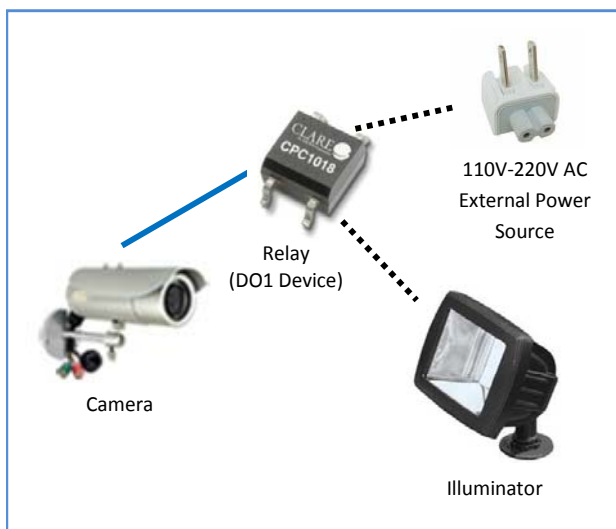 CLARE
CPC1018
110V-220V AC
External Power
Source
Relay
(DO1 Device)
Camera
Illuminator